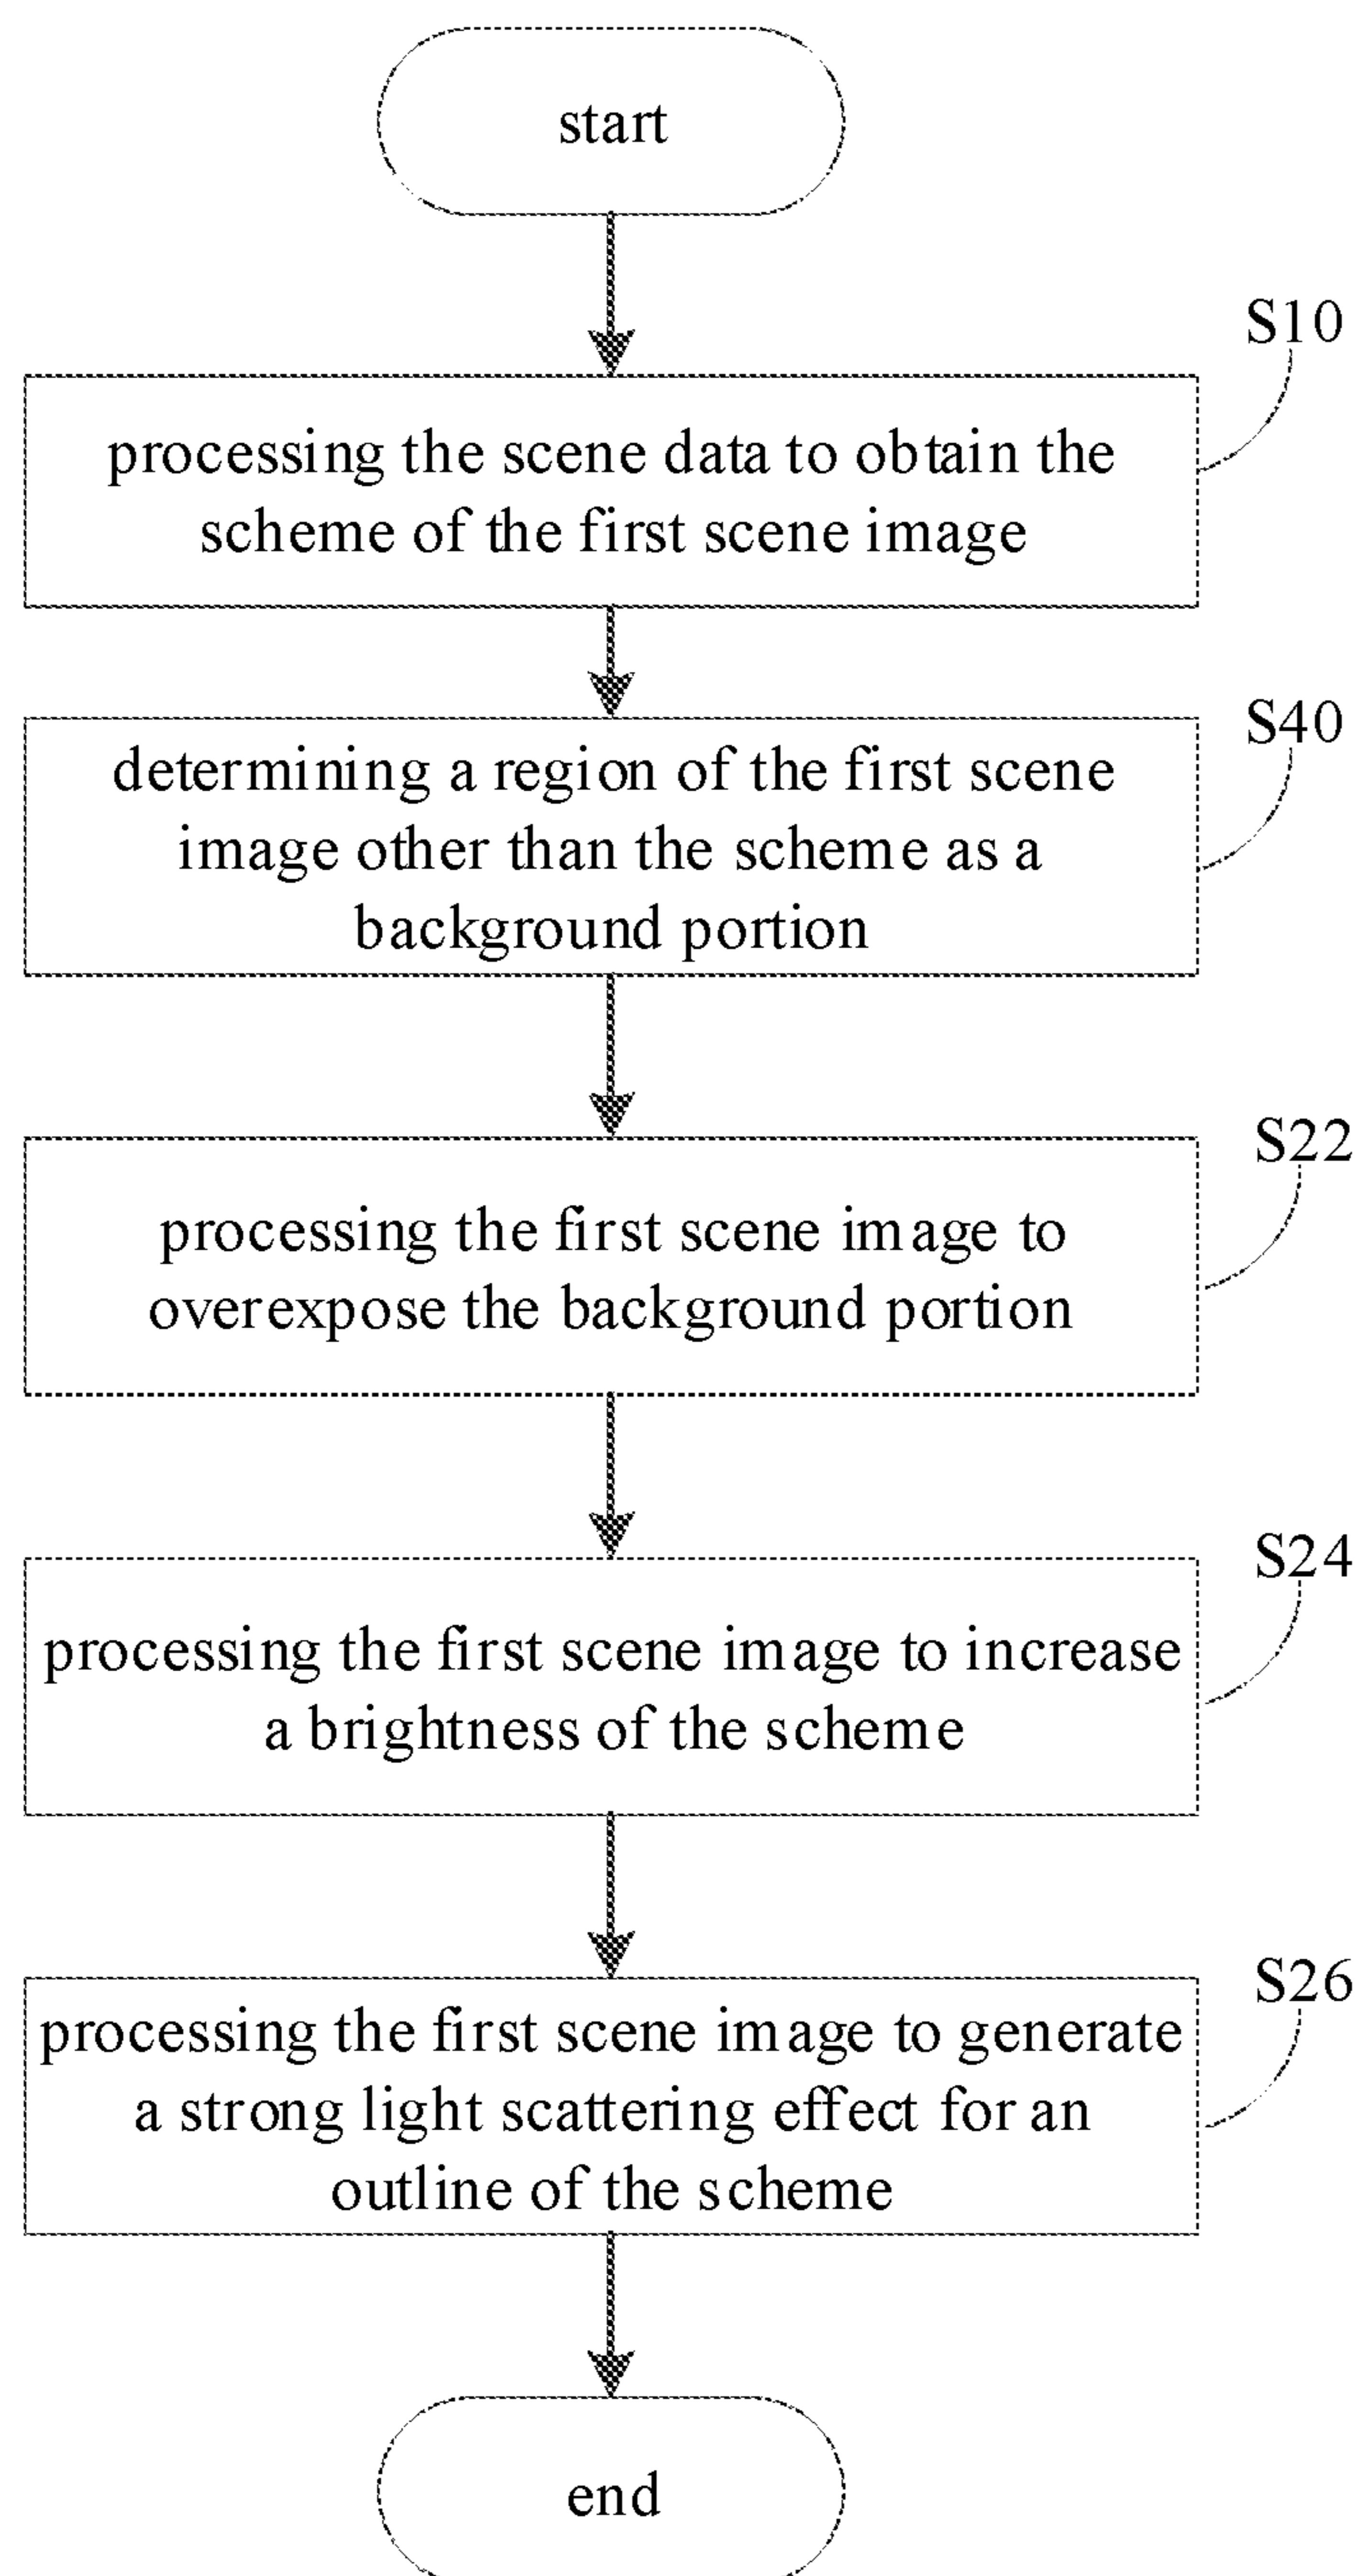 start
S10
processing the scene data to obtain the
scheme of the first scene image
S40
determining a region of the first scene
image other than the scheme as a
background portion
S22
processing the first scene image to
overexpose the background portion
S24
processing the first scene image to increase
a brightness of the scheme
S26
processing the first scene image to generate
a strong light scattering effect for an
outline of the scheme
end